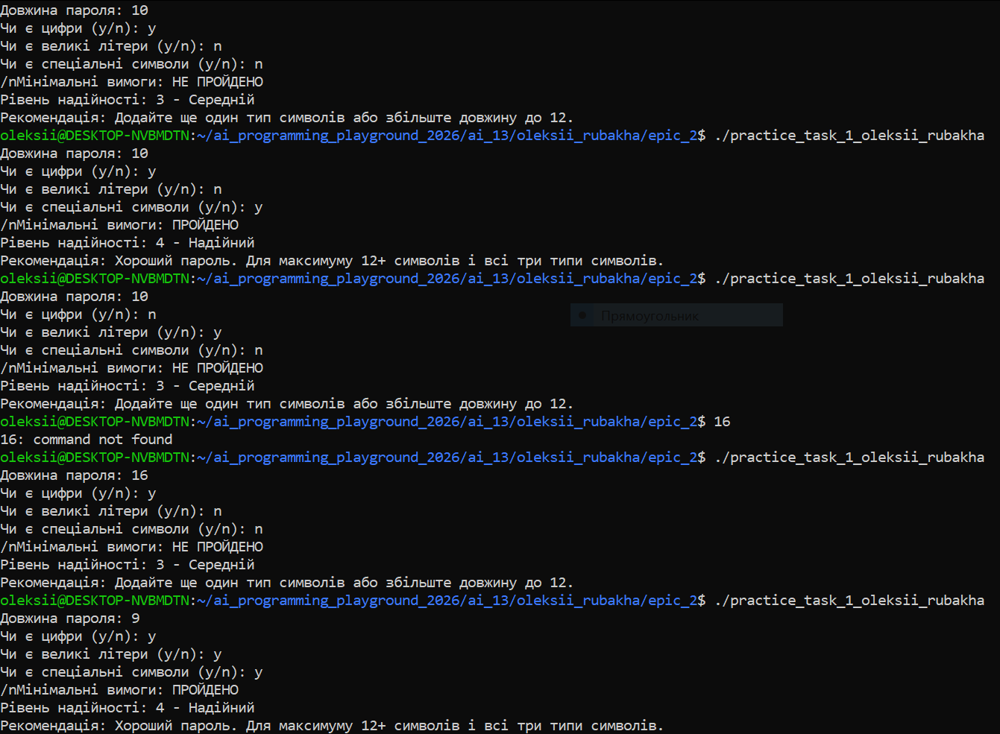 Довжина пароля: 10
Чи є цифри (y/n): y
Чи є великі літери (y/n): n
Чи є спеціальні символи (y/n): n
/nМінімальні вимоги: НЕ ПРОЙДЕНО
Рівень надійності: 3 - Середній
Рекомендація: Додайте ще один тип символів або збільште довжину до 12.
oleksii@DESKTOP-NVBMDTN:~/ai_programming_playground_2026/ai_13/oleksii_rubakha/epic_2$ ./practice_task_1_oleksii_rubakha
Довжина пароля: 10
Чи є цифри (y/n): y
Чи є великі літери (y/n): n
Чи є спеціальні символи (y/n): y
/nМінімальні вимоги: ПРОЙДЕНО
Рівень надійності: 4 - Надійний
Рекомендація: Хороший пароль. Для максимуму 12+ символів і всі три типи символів.
oleksii@DESKTOP-NVBMDTN:~/ai_programming_playground_2026/ai_13/oleksii_rubakha/epic_2$ ./practice_task_1_oleksii_rubakha
Довжина пароля: 10
Чи є цифри (y/n): n
Прямоугольник
Чи є великі літери (y/n): y
Чи є спеціальні символи (y/n): n
/nМінімальні вимоги: НЕ ПРОЙДЕНО
Рівень надійності: 3 - Середній
Рекомендація: Додайте ще один тип символів або збільште довжину до 12.
oleksii@DESKTOP-NVBMDTN:~/ai_programming_playground_2026/ai_13/oleksii_rubakha/epic_2$ 16
16: command not found
oleksii@DESKTOP-NVBMDTN:~/ai_programming_playground_2026/ai_13/oleksii_rubakha/epic_2$ ./practice_task_1_oleksii_rubakha
Довжина пароля: 16
Чи є цифри (y/n): y
Чи є великі літери (y/n): n
Чи є спеціальні символи (y/n): n
/nМінімальні вимоги: НЕ ПРОЙДЕНО
Рівень надійності: 3 - Середній
Рекомендація: Додайте ще один тип символів або збільште довжину до 12.
oleksii@DESKTOP-NVBMDTN:~/ai_programming_playground_2026/ai_13/oleksii_rubakha/epic_2$ ./practice_task_1_oleksii_rubakha
Довжина пароля: 9
Чи є цифри (y/n): y
Чи є великі літери (y/n): y
Чи є спеціальні символи (y/n): y
/nМінімальні вимоги: ПРОЙДЕНО
Рівень надійності: 4 - Надійний
Рекомендація: Хороший пароль. Для максимуму 12+ символів і всі три типи символів.